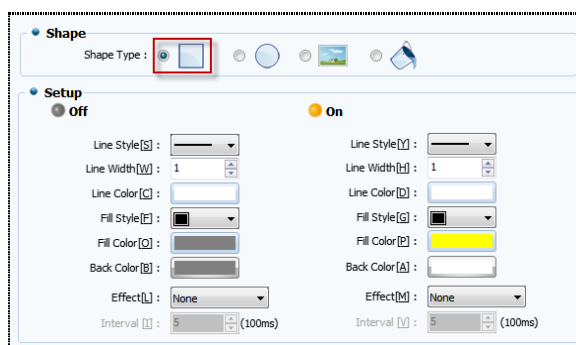 Shape
Shape Type :
Setup
Off
On
Line Style[S] :
Line Style[Y] :
Line Width[W] : 1
Line Width[H] : 1
Line Color[C] :
Line Color[D] :
Fill Style[F] :
Fill Style[G] :
Fill Color[O] :
Fill Color[P] :
Back Color[B] :
Back Color[A] :
Effect[L] : None
Effect[M] : None
Interval [I] : 5 (100ms)
Interval [V] : 5 (100ms)